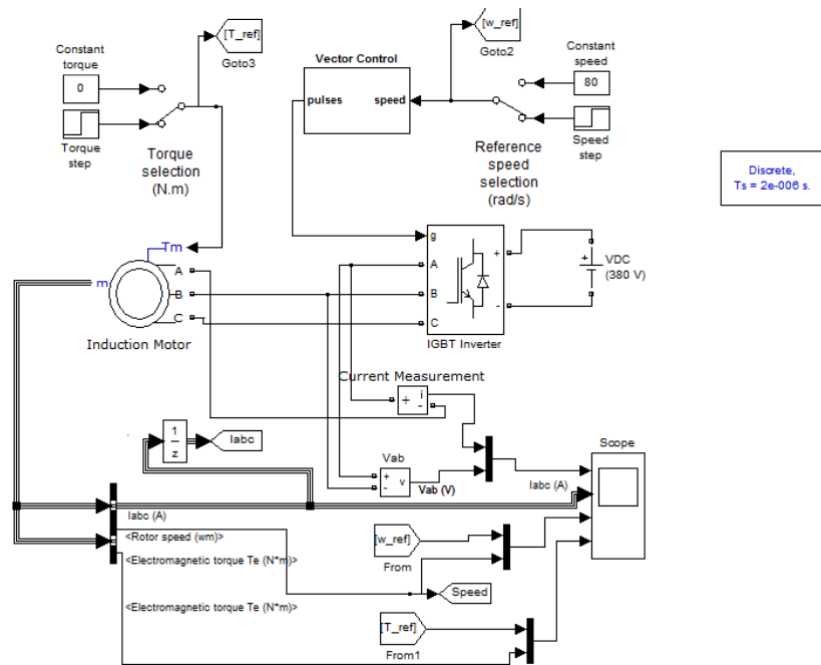 [T_ref]
Goto3
Constant
torque
0
Torque
step
Torque
selection
(N.m)
Vector Control
pulses
speed
[w_ref]
Goto2
Constant
speed
80
Speed
step
Reference
speed
selection
(rad/s)
Discrete,
Ts = 2e-006 s.
Tm
m
A
B
C
Induction Motor
g
A
B
C
+
-
IGBT Inverter
+
VDC
(380 V)
Current Measurement
+
i
-
1
z
Iabc
Vab
+
-
v
Vab (V)
Iabc (A)
Scope
Iabc (A)
<Rotor speed (wm)>
<Electromagnetic torque Te (N*m)>
<Electromagnetic torque Te (N*m)>
[w_ref]
From
Speed
[T_ref]
From1